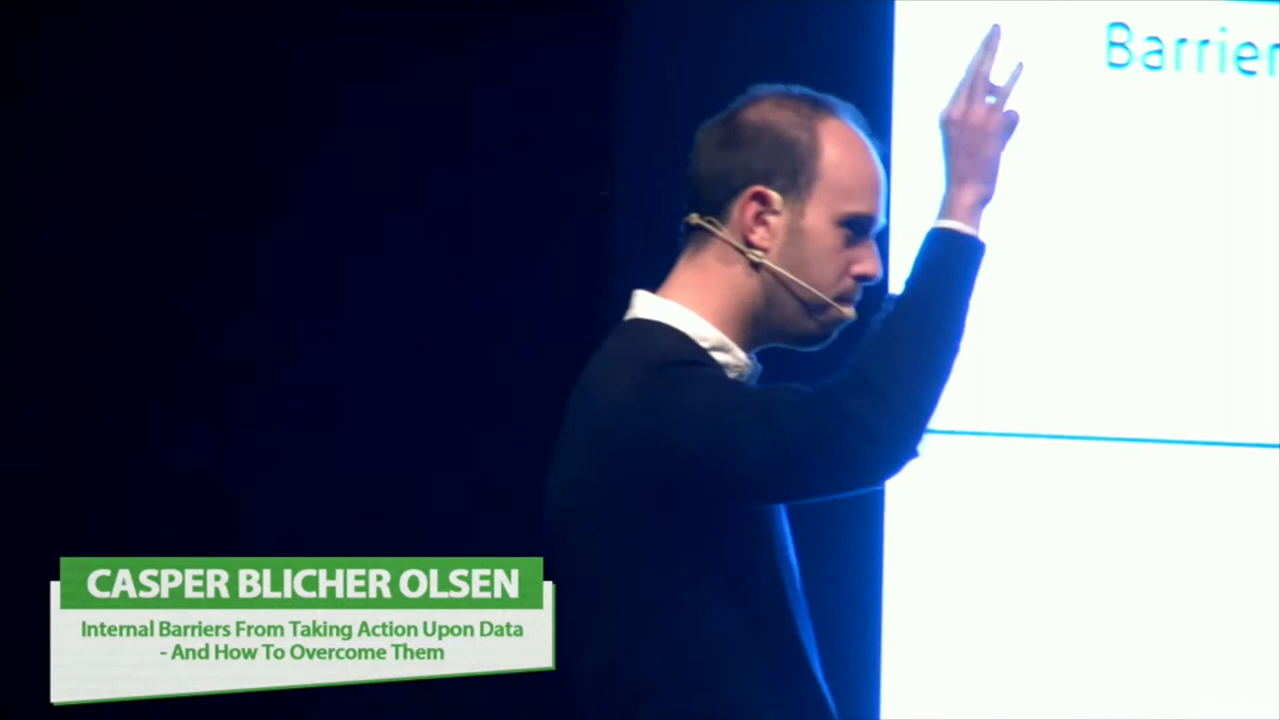 Barrier
CASPER BLICHER OLSEN
Internal Barriers From Taking Action Upon Data
- And How To Overcome Them